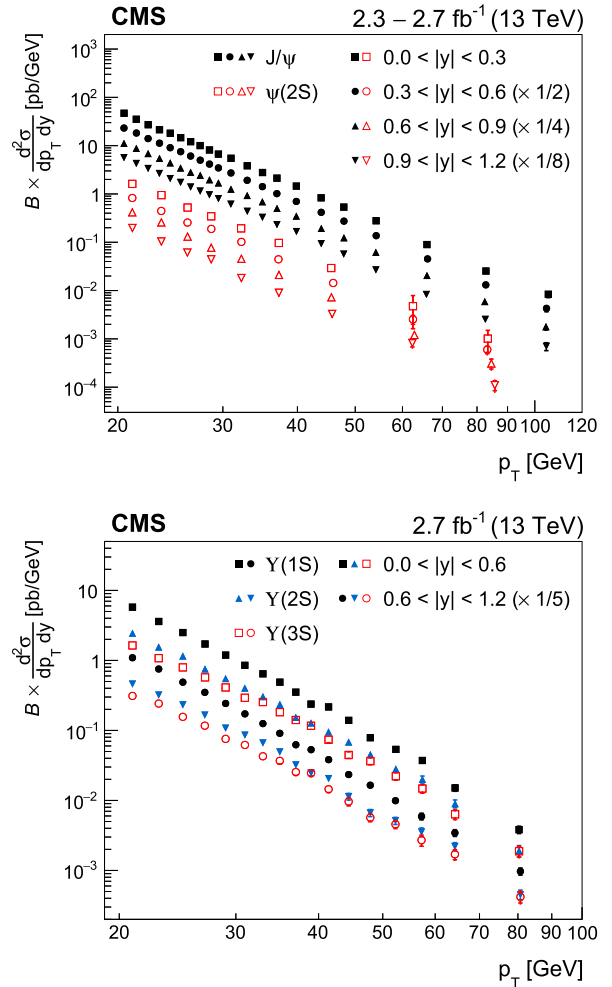 CMS 2.3 – 2.7 fb⁻¹ (13 TeV)
B × d²σ/dp_T dy [pb/GeV]
10³
10²
10
1
10⁻¹
10⁻²
10⁻³
10⁻⁴
J/ψ 0.0 < |y| < 0.3
ψ(2S) 0.3 < |y| < 0.6 (× 1/2)
0.6 < |y| < 0.9 (× 1/4)
0.9 < |y| < 1.2 (× 1/8)
20 30 40 50 60 70 80 90 100 120
p_T [GeV]
CMS 2.7 fb⁻¹ (13 TeV)
B × d²σ/dp_T dy [pb/GeV]
10
1
10⁻¹
10⁻²
10⁻³
ϒ(1S) 0.0 < |y| < 0.6
ϒ(2S) 0.6 < |y| < 1.2 (× 1/5)
ϒ(3S)
20 30 40 50 60 70 80 90 100
p_T [GeV]